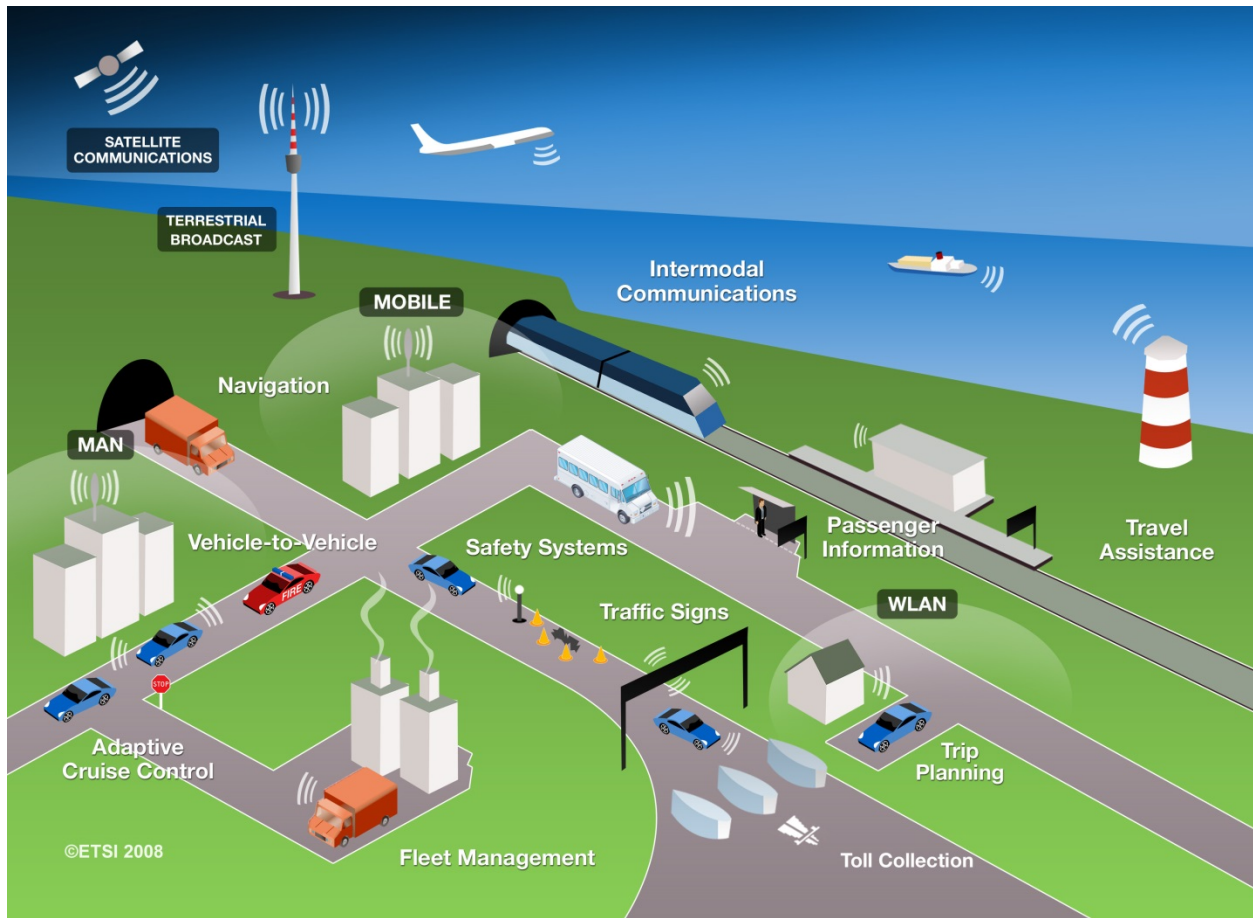 SATELLITE
COMMUNICATIONS
TERRESTRIAL
BROADCAST
Intermodal
Communications
MOBILE
Navigation
MAN
Vehicle-to-Vehicle
Safety Systems
Passenger
Information
Travel
Assistance
FIRE
Traffic Signs
WLAN
STOP
Adaptive
Cruise Control
Trip
Planning
©ETSI 2008
Fleet Management
Toll Collection